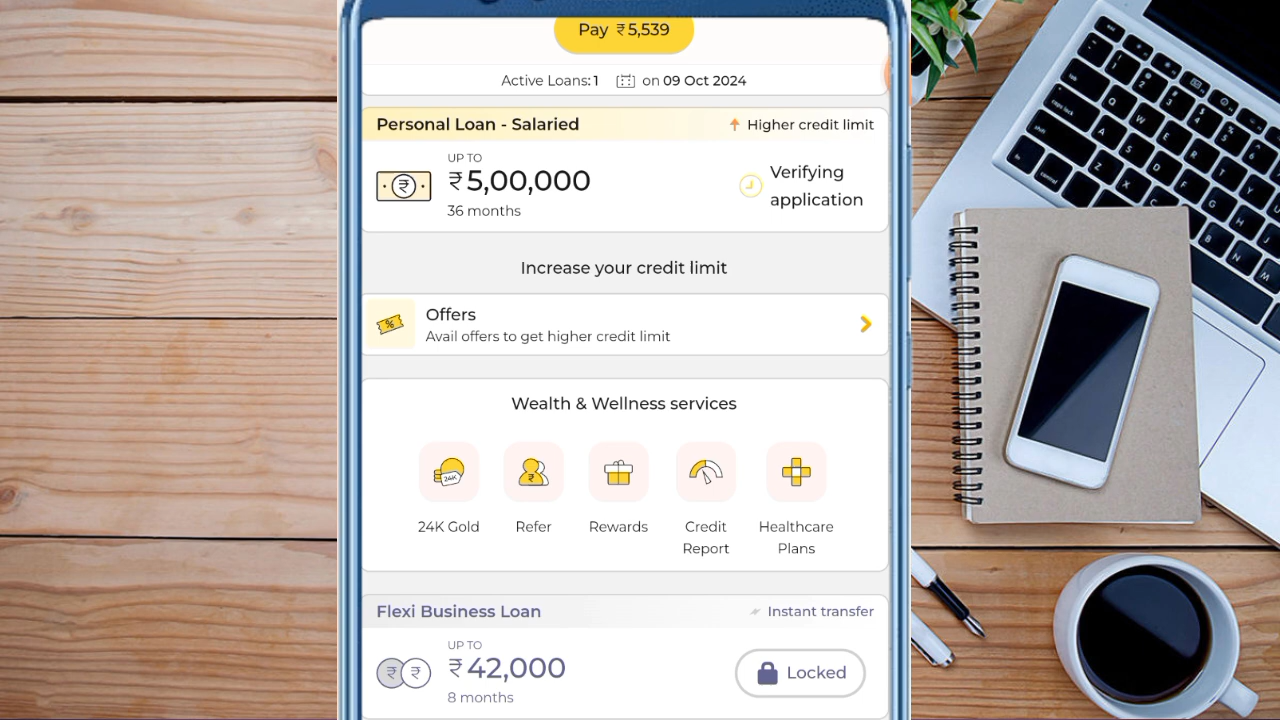 Pay ₹5,539
Active Loans: 1 on 09 Oct 2024
Personal Loan - Salaried
Higher credit limit
UP TO
₹5,00,000
36 months
Verifying
application
Increase your credit limit
Offers
Avail offers to get higher credit limit
Wealth & Wellness services
24K
24K Gold
Refer
Rewards
Credit
Report
Healthcare
Plans
Flexi Business Loan
Instant transfer
UP TO
₹42,000
8 months
Locked